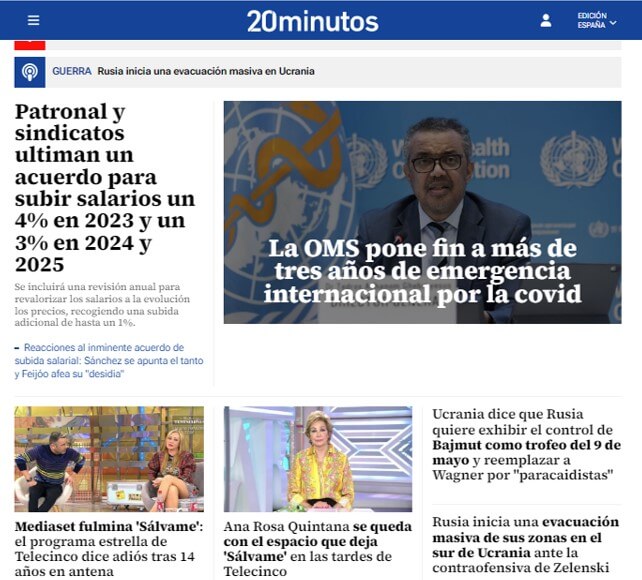 20minutos
EDICIÓN
ESPAÑA
GUERRA Rusia inicia una evacuación masiva en Ucrania
Patronal y
sindicatos
ultiman un
acuerdo para
subir salarios un
4% en 2023 y un
3% en 2024 y
2025
Se incluirá una revisión anual para
revalorizar los salarios a la evolución
los precios, recogiendo una subida
adicional de hasta un 1%.
Reacciones al inminente acuerdo de
subida salarial: Sánchez se apunta el tanto
y Feijóo afea su "desidia"
La OMS pone fin a más de
tres años de emergencia
internacional por la covid
Mediaset fulmina 'Sálvame':
el programa estrella de
Telecinco dice adiós tras 14
años en antena
Ana Rosa Quintana se queda
con el espacio que deja
'Sálvame' en las tardes de
Telecinco
Ucrania dice que Rusia
quiere exhibir el control de
Bajmut como trofeo del 9 de
mayo y reemplazar a
Wagner por "paracaidistas"
Rusia inicia una evacuación
masiva de sus zonas en el
sur de Ucrania ante la
contraofensiva de Zelenski